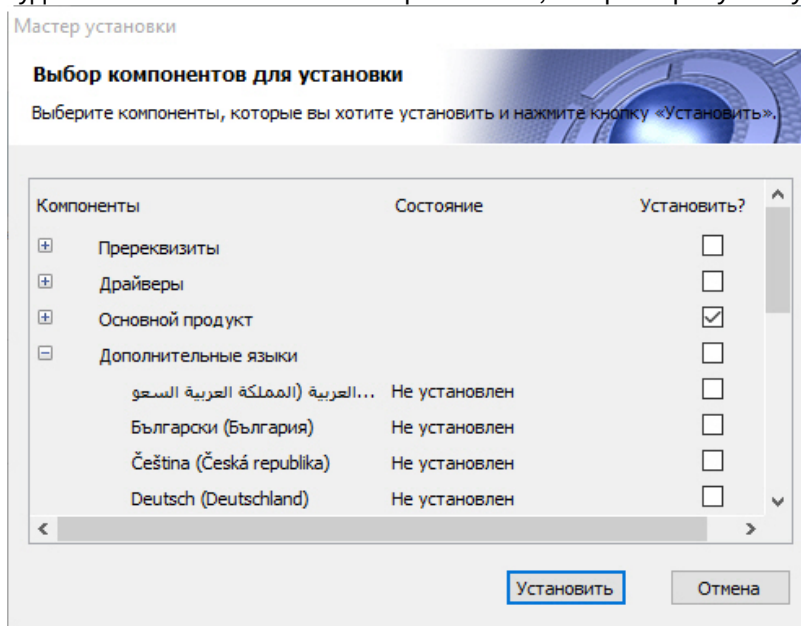 Мастер установки
Выбор компонентов для установки
Выберите компоненты, которые вы хотите установить и нажмите кнопку «Установить».
Компоненты Состояние Установить?
Пререквизиты
Драйверы
Основной продукт
Дополнительные языки
العربية (المملكة العربية السعو... Не установлен
Български (България) Не установлен
Čeština (Česká republika) Не установлен
Deutsch (Deutschland) Не установлен
Установить Отмена